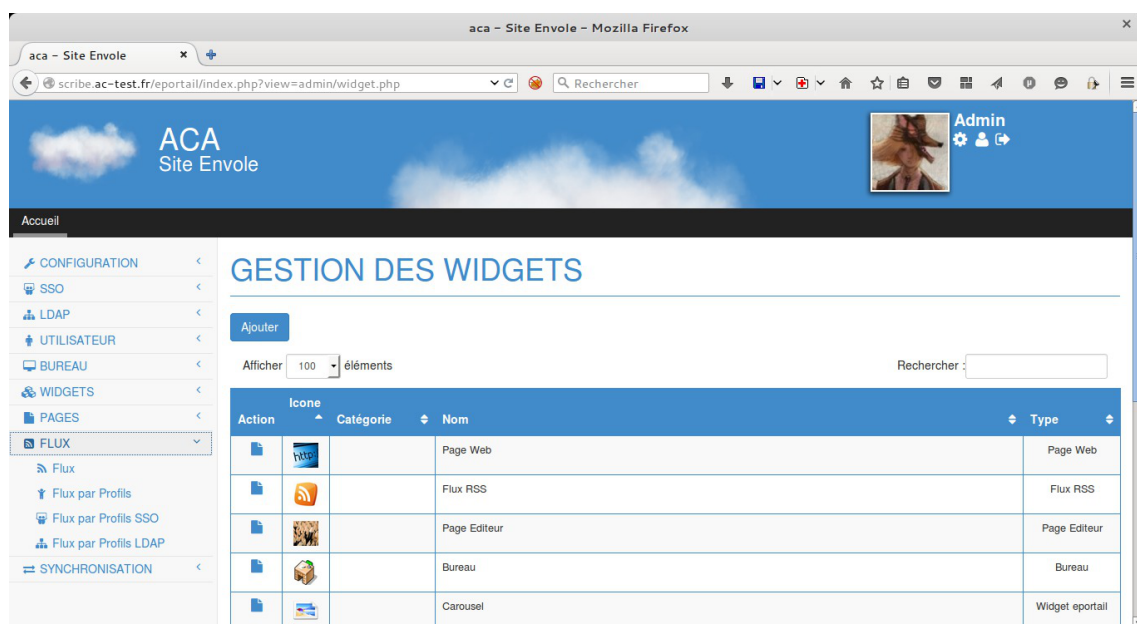 aca - Site Envole - Mozilla Firefox
aca - Site Envole
scribe.ac-test.fr/eportail/index.php?view=admin/widget.php
Rechercher
ACA
Site Envole
Admin
Accueil
CONFIGURATION
SSO
LDAP
UTILISATEUR
BUREAU
WIDGETS
PAGES
FLUX
Flux
Flux par Profils
Flux par Profils SSO
Flux par Profils LDAP
SYNCHRONISATION
GESTION DES WIDGETS
Ajouter
Afficher 100 éléments
Rechercher :
Action Icone Catégorie Nom Type
http: Page Web Page Web
Flux RSS Flux RSS
Page Editeur Page Editeur
Bureau Bureau
Carousel Widget eportail